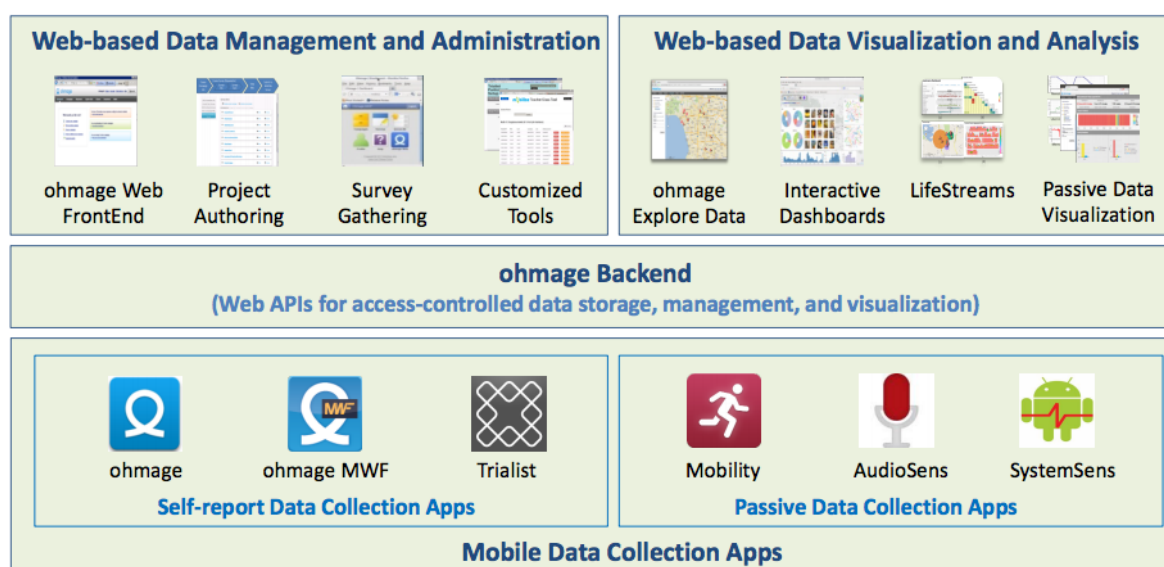 Web-based Data Management and Administration
ohmage Web
FrontEnd
Project
Authoring
Survey
Gathering
Customized
Tools
Web-based Data Visualization and Analysis
ohmage
Explore Data
Interactive
Dashboards
LifeStreams
Passive Data
Visualization
ohmage Backend
(Web APIs for access-controlled data storage, management, and visualization)
ohmage
MWF
ohmage MWF
Trialist
Self-report Data Collection Apps
Mobility
AudioSens
SystemSens
Passive Data Collection Apps
Mobile Data Collection Apps